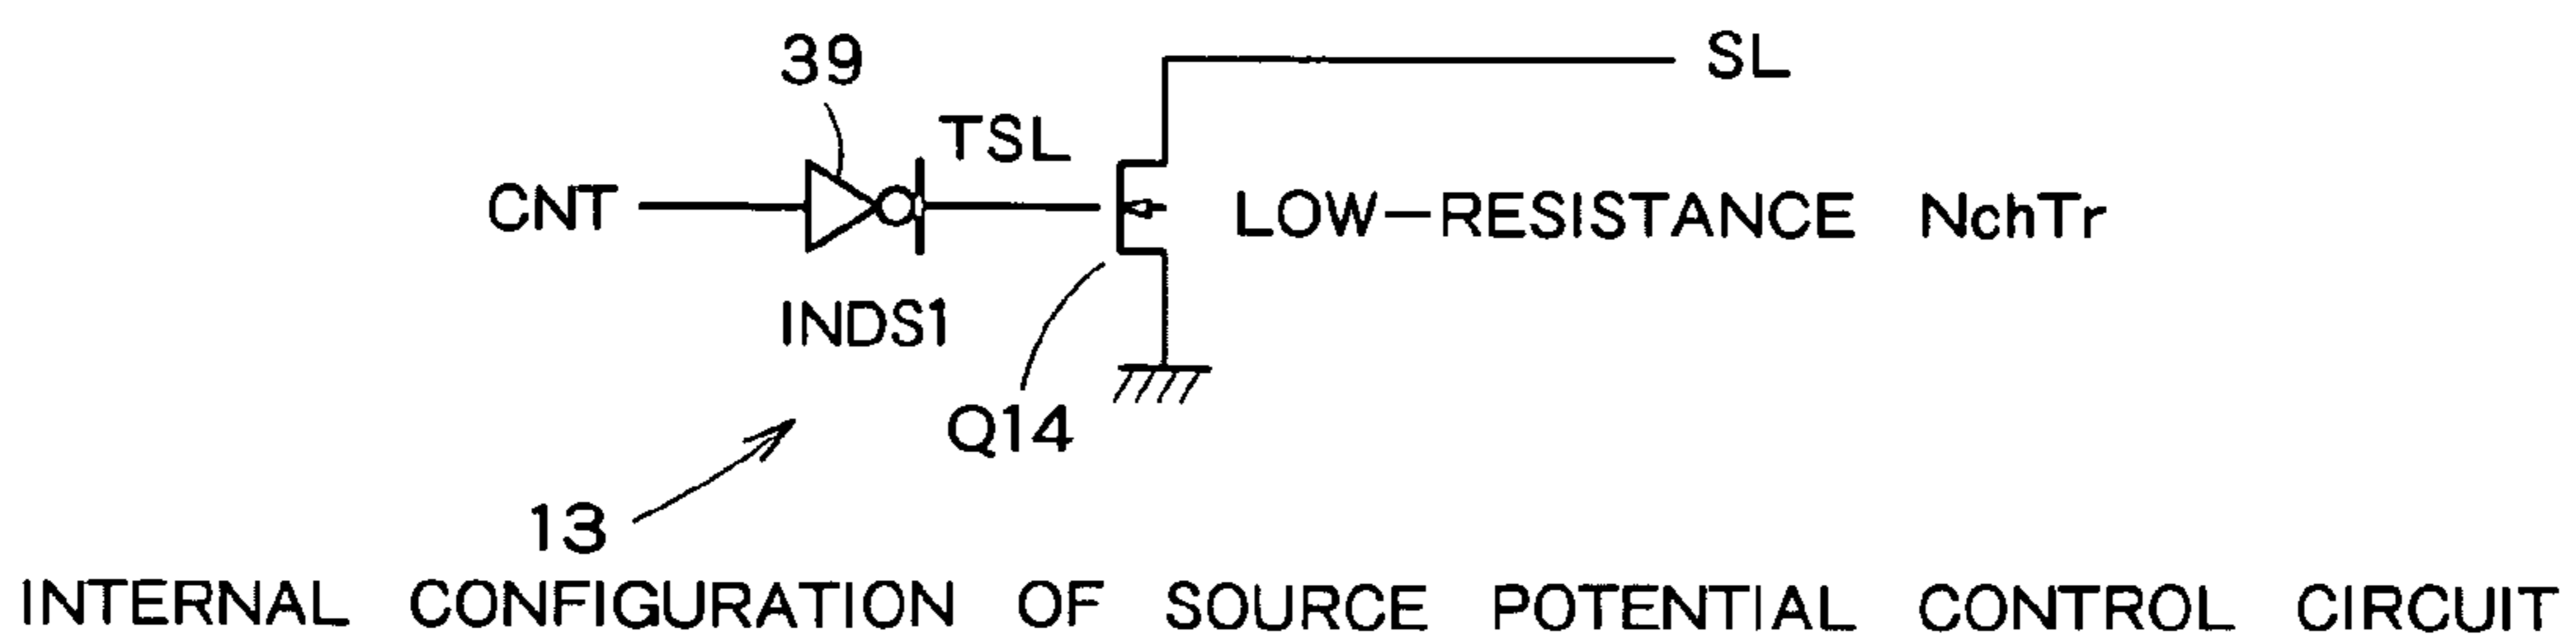 39
SL
TSL
CNT
LOW-RESISTANCE NchTr
INDS1
Q14
13
INTERNAL CONFIGURATION OF SOURCE POTENTIAL CONTROL CIRCUIT